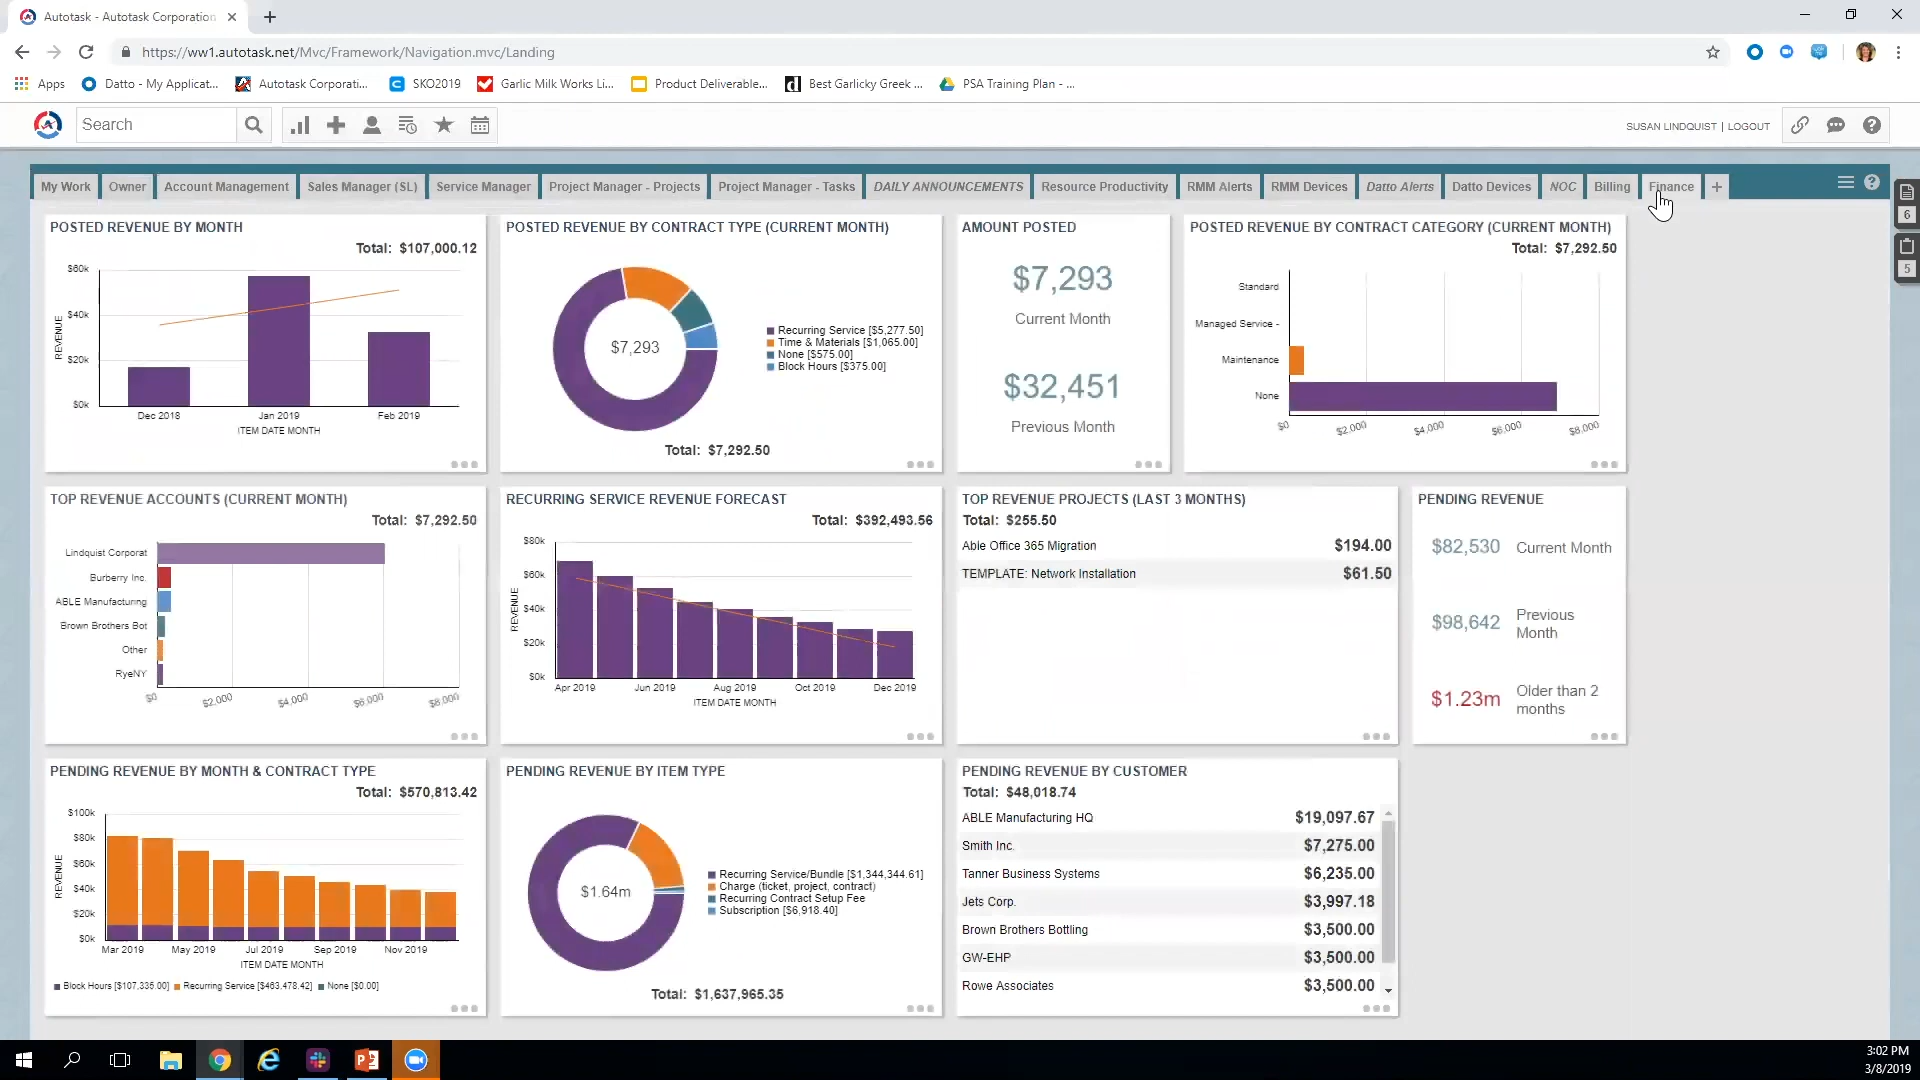 Autotask - Autotask Corporation
https://ww1.autotask.net/Mvc/Framework/Navigation.mvc/Landing
Apps
Datto - My Applicat...
Autotask Corporati...
SKO2019
Garlic Milk Works Li...
Product Deliverable...
Best Garlicky Greek ...
PSA Training Plan - ...
Search
SUSAN LINDQUIST | LOGOUT
My Work
Owner
Account Management
Sales Manager (SL)
Service Manager
Project Manager - Projects
Project Manager - Tasks
DAILY ANNOUNCEMENTS
Resource Productivity
RMM Alerts
RMM Devices
Datto Alerts
Datto Devices
NOC
Billing
Finance
6
5
POSTED REVENUE BY MONTH
Total: $107,000.12
$60k
$40k
$20k
$0k
REVENUE
Dec 2018
Jan 2019
Feb 2019
ITEM DATE MONTH
POSTED REVENUE BY CONTRACT TYPE (CURRENT MONTH)
$7,293
Recurring Service [$5,277.50]
Time & Materials [$1,065.00]
None [$575.00]
Block Hours [$375.00]
Total: $7,292.50
AMOUNT POSTED
$7,293
Current Month
$32,451
Previous Month
POSTED REVENUE BY CONTRACT CATEGORY (CURRENT MONTH)
Total: $7,292.50
Standard
Managed Service -
Maintenance
None
$0
$2,000
$4,000
$6,000
$8,000
TOP REVENUE ACCOUNTS (CURRENT MONTH)
Total: $7,292.50
Lindquist Corporat
Burberry Inc.
ABLE Manufacturing
Brown Brothers Bot
Other
RyeNY
$0
$2,000
$4,000
$6,000
$8,000
RECURRING SERVICE REVENUE FORECAST
Total: $392,493.56
$80k
$60k
$40k
$20k
$0k
REVENUE
Apr 2019
Jun 2019
Aug 2019
Oct 2019
Dec 2019
ITEM DATE MONTH
TOP REVENUE PROJECTS (LAST 3 MONTHS)
Total: $255.50
Able Office 365 Migration $194.00
TEMPLATE: Network Installation $61.50
PENDING REVENUE
$82,530 Current Month
$98,642 Previous
Month
$1.23m Older than 2
months
PENDING REVENUE BY MONTH & CONTRACT TYPE
Total: $570,813.42
$100k
$80k
$60k
$40k
$20k
$0k
REVENUE
Mar 2019
May 2019
Jul 2019
Sep 2019
Nov 2019
ITEM DATE MONTH
Block Hours [$107,335.00] Recurring Service [$463,478.42] None [$0.00]
PENDING REVENUE BY ITEM TYPE
$1.64m
Recurring Service/Bundle [$1,344,344.61]
Charge (ticket, project, contract)
Recurring Contract Setup Fee
Subscription [$6,918.40]
Total: $1,637,965.35
PENDING REVENUE BY CUSTOMER
Total: $48,018.74
ABLE Manufacturing HQ $19,097.67
Smith Inc. $7,275.00
Tanner Business Systems $6,235.00
Jets Corp. $3,997.18
Brown Brothers Bottling $3,500.00
GW-EHP $3,500.00
Rowe Associates $3,500.00
3:02 PM
3/8/2019